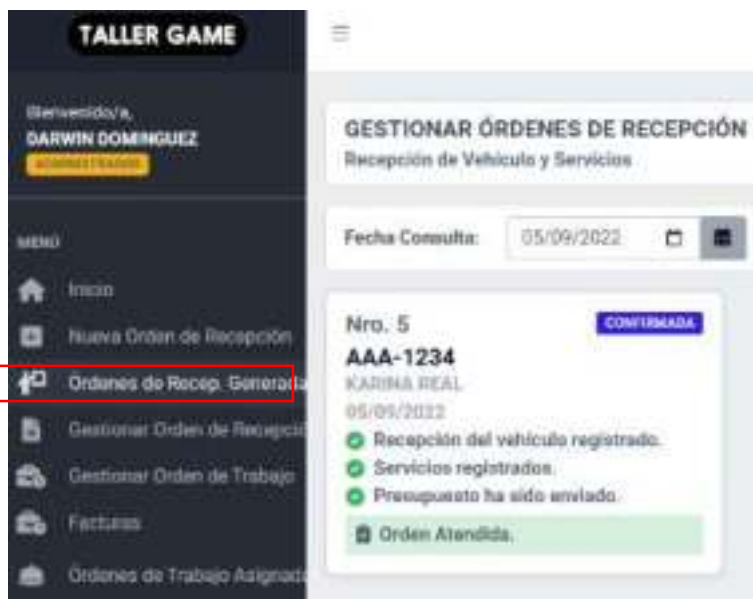 TALLER GAME
Bienvenido/a,
DARWIN DOMINGUEZ
ADMINISTRADOR
MENÚ
Inicio
Nueva Orden de Recepción
Órdenes de Recep. Generada
Gestionar Orden de Recepció
Gestionar Orden de Trabajo
Facturas
Órdenes de Trabajo Asignada
GESTIONAR ÓRDENES DE RECEPCIÓN
Recepción de Vehículo y Servicios
Fecha Consulta: 05/09/2022
Nro. 5 CONFIRMADA
AAA-1234
KARINA REAL
05/09/2022
Recepción del vehículo registrado.
Servicios registrados.
Presupuesto ha sido enviado.
Orden Atendida.